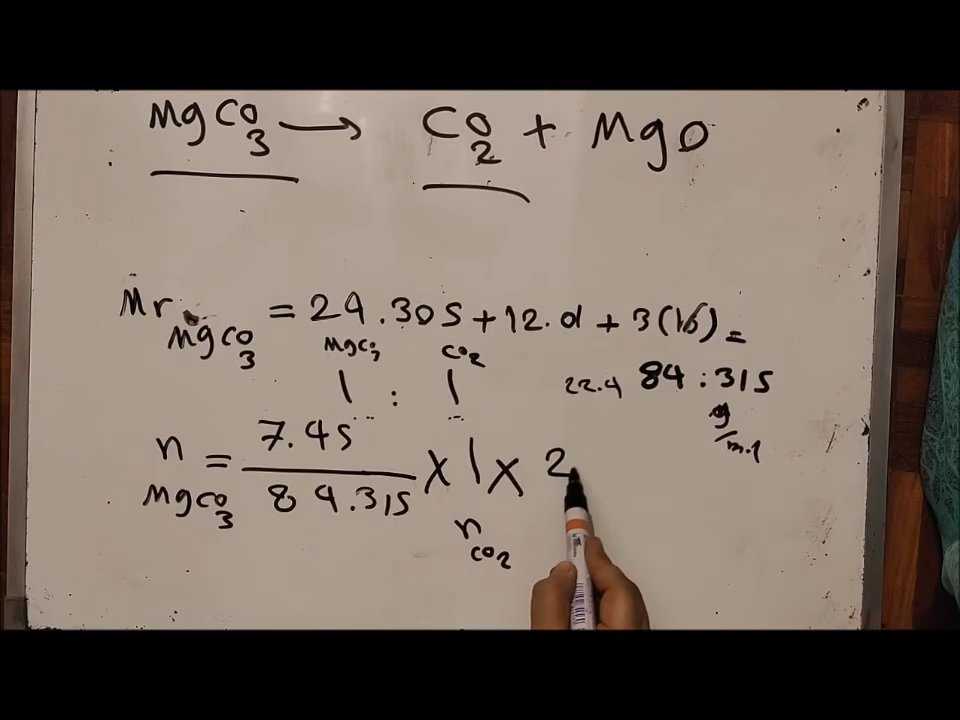 MgCO3 → CO2 + MgO
Mr MgCO3 = 24.305 + 12.01 + 3(16) =
MgCO3 CO2
1 : 1
22.4 84.315 g/mol
n MgCO3 = 7.45 / 84.315 × 1 × 2
n CO2